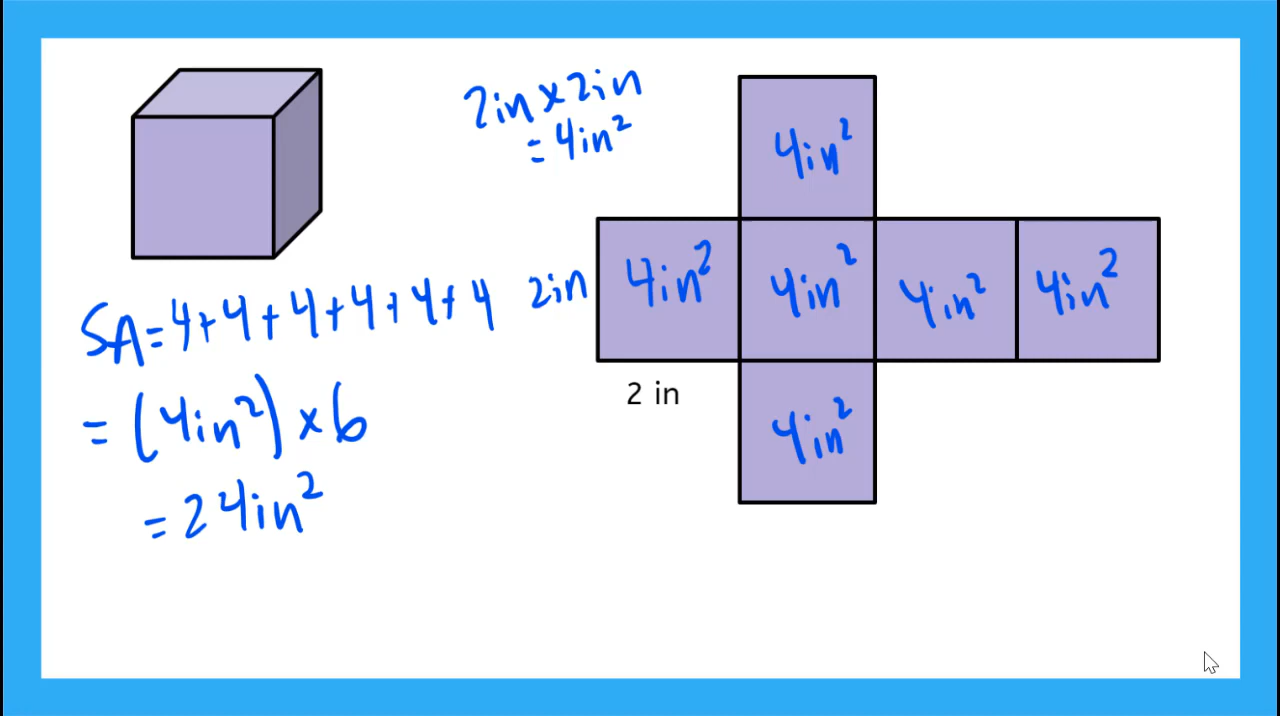 2in x 2in
= 4in²
4in²
SA = 4 + 4 + 4 + 4 + 4 + 4
2in
4in²
4in²
4in²
4in²
= (4in²) x 6
2 in
4in²
= 24in²